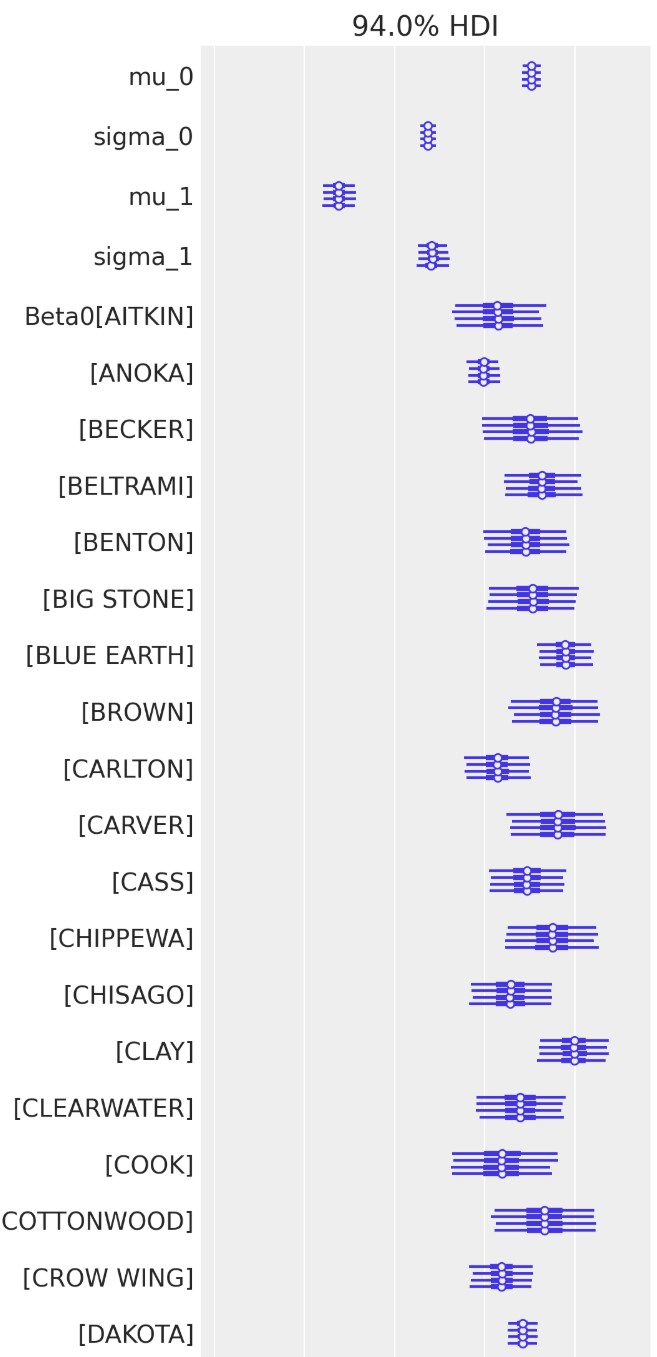 94.0% HDI
mu_0
sigma_0
mu_1
sigma_1
Beta0[AITKIN]
[ANOKA]
[BECKER]
[BELTRAMI]
[BENTON]
[BIG STONE]
[BLUE EARTH]
[BROWN]
[CARLTON]
[CARVER]
[CASS]
[CHIPPEWA]
[CHISAGO]
[CLAY]
[CLEARWATER]
[COOK]
COTTONWOOD]
[CROW WING]
[DAKOTA]